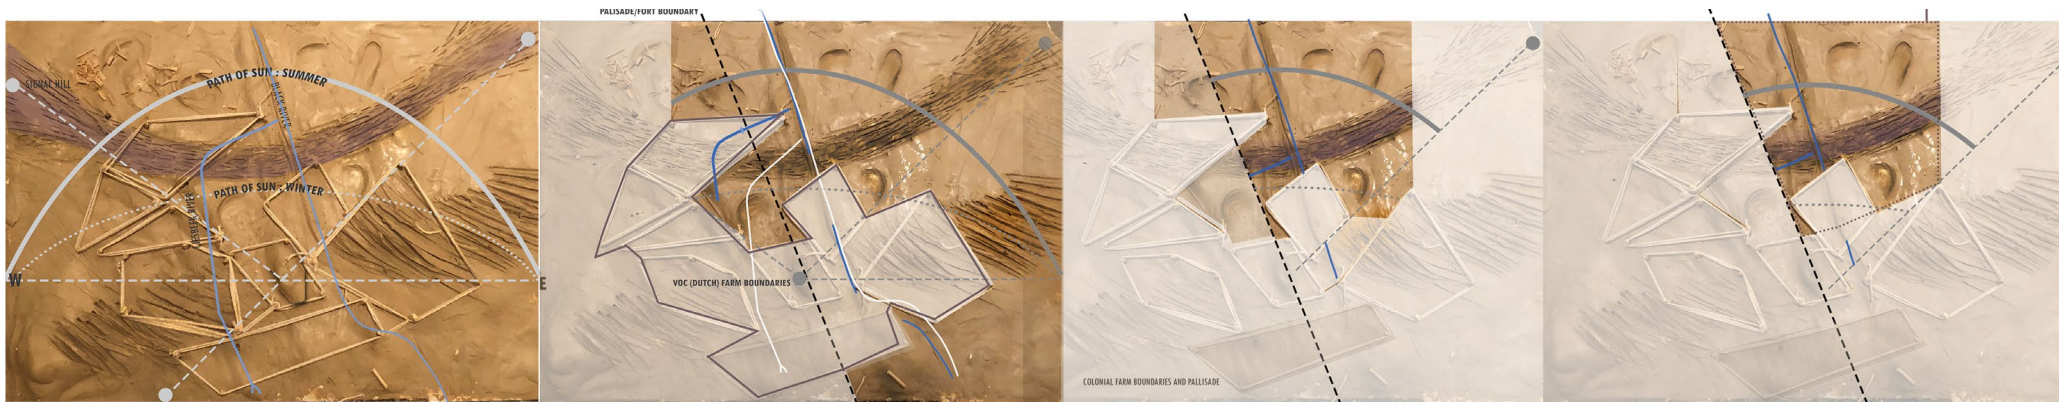 PALISADE/FORT BOUNDARY
SIGNAL HILL
PATH OF SUN : SUMMER
BLACK RIVER
PATH OF SUN : WINTER
LIESBEEK RIVER
W
E
VOC (DUTCH) FARM BOUNDARIES
COLONIAL FARM BOUNDARIES AND PALLISADE